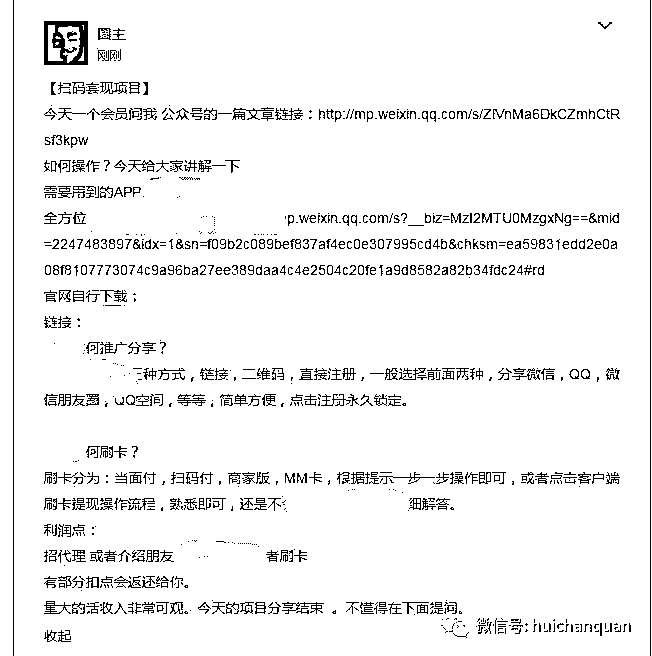 图主
刚刚
【扫码套现项目】
今天一个会员问我 公众号的一篇文章链接：http://mp.weixin.qq.com/s/ZlVnMa6DkCZmhCtR
sf3kpw
如何操作？今天给大家讲解一下
需要用到的APP
全方位 p.weixin.qq.com/s?__biz=MzI2MTU0MzgxNg==&mid
=2247483897&idx=1&sn=f09b2c089bef837af4ec0e307995cd4b&chksm=ea59831edd2e0a
08f8107773074c9a96ba27ee389daa4c4e2504c20fe1a9d8582a82b34fdc24#rd
官网自行下载；
链接：
何推广分享？
三种方式，链接，二维码，直接注册，一般选择前面两种，分享微信，QQ，微
信朋友圈，QQ空间，等等，简单方便，点击注册永久锁定。
何刷卡？
刷卡分为：当面付，扫码付，商家版，MM卡，根据提示一步一步操作即可，或者点击客户端
刷卡提现操作流程，熟悉即可，还是不 细解答。
利润点：
招代理 或者介绍朋友 者刷卡
有部分扣点会返还给你。
量大的话收入非常可观。今天的项目分享结束 。不懂得在下面提问。
收起
微信号: huichanquan